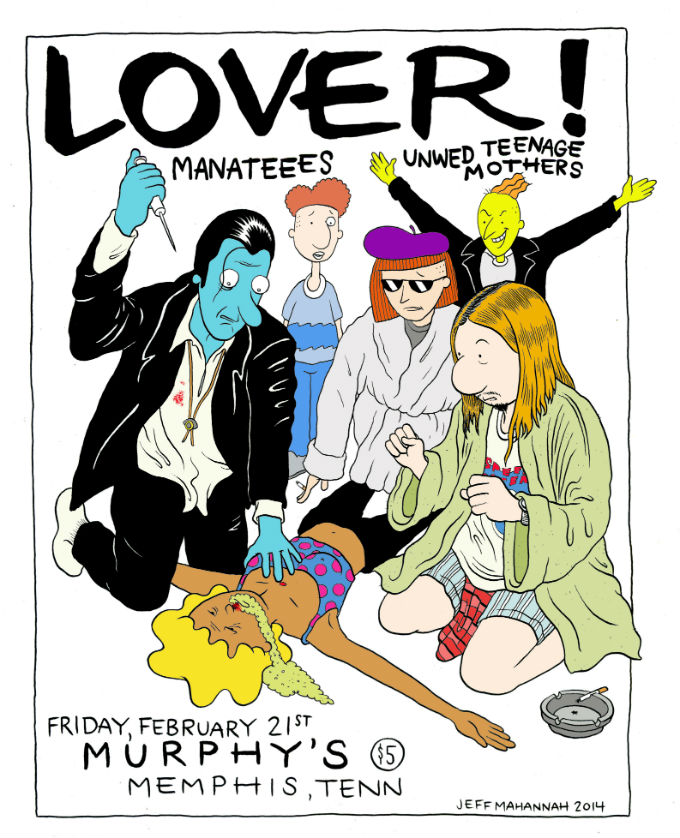 LOVER!
MANATEEES
UNWED TEENAGE
MOTHERS
FRIDAY, FEBRUARY 21ST
MURPHY'S $5
MEMPHIS, TENN
JEFF MAHANNAH 2014